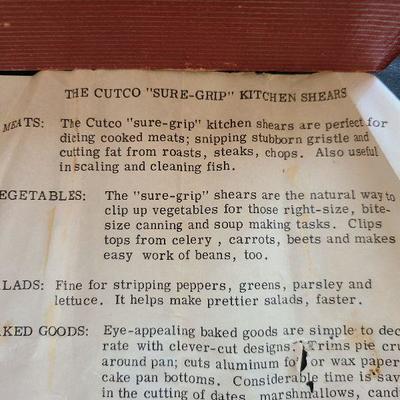 THE CUTCO "SURE-GRIP" KITCHEN SHEARS
MEATS: The Cutco "sure-grip" kitchen shears are perfect for
dicing cooked meats; snipping stubborn gristle and
cutting fat from roasts, steaks, chops. Also useful
in scaling and cleaning fish.
EGETABLES: The "sure-grip" shears are the natural way to
clip up vegetables for those right-size, bite-
size canning and soup making tasks. Clips
tops from celery , carrots, beets and makes
easy work of beans, too.
LADS: Fine for stripping peppers, greens, parsley and
lettuce. It helps make prettier salads, faster.
KED GOODS: Eye-appealing baked goods are simple to dec
rate with clever-cut designs. Trims pie cru
around pan; cuts aluminum fo or wax paper
cake pan bottoms. Considerable time is sav
in the cutting of dates, marshmallows, cand